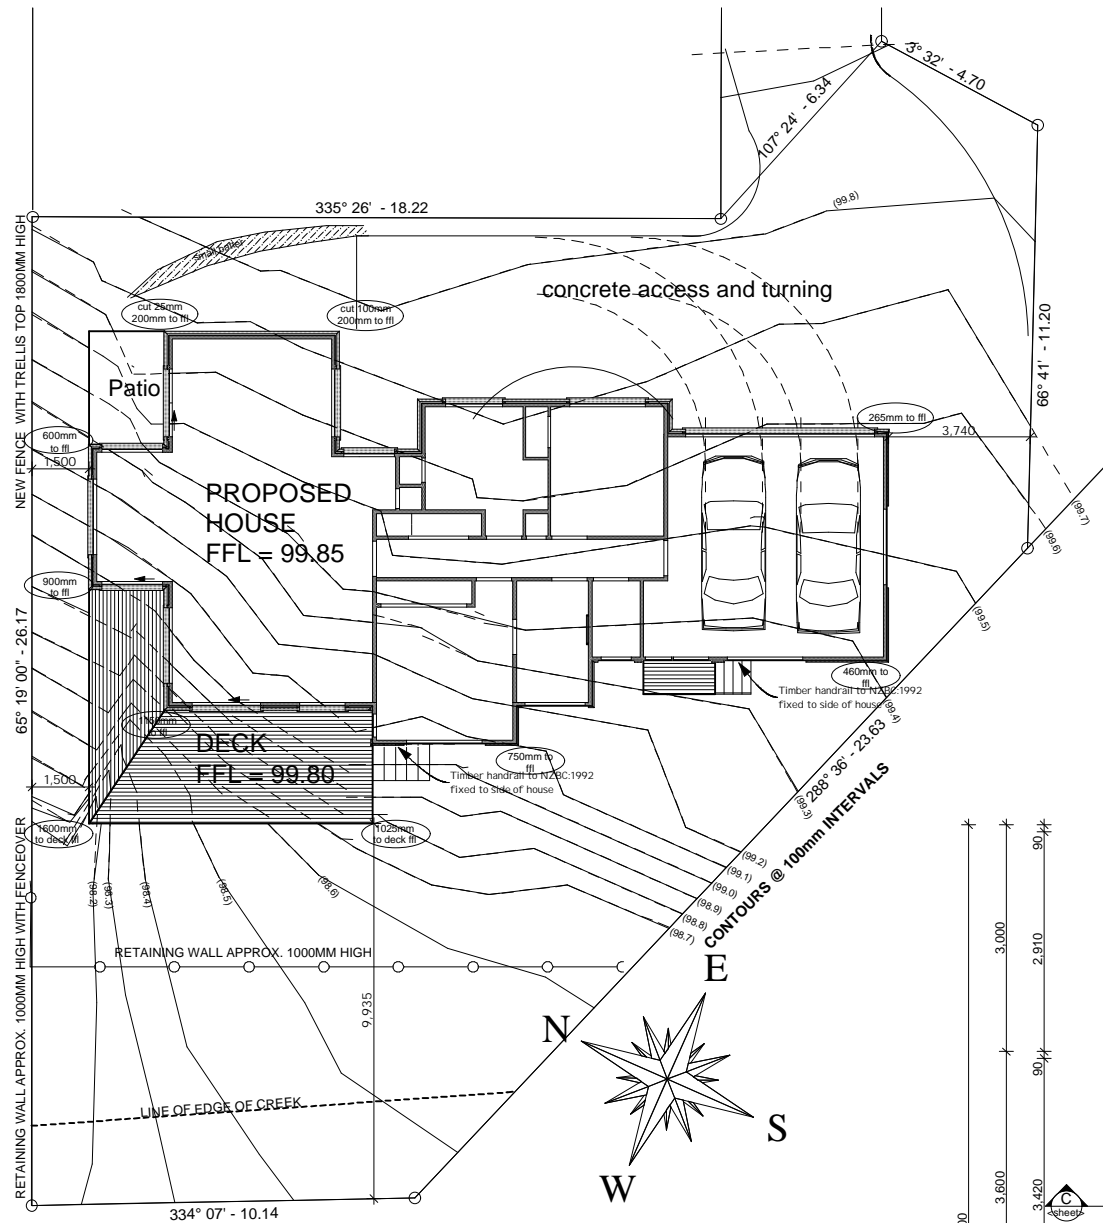 3° 32' - 4.70
107° 24' - 6.34
335° 26' - 18.22
(99.8)
small batter
concrete access and turning
cut 25mm
200mm to ffl
cut 100mm
200mm to ffl
NEW FENCE WITH TRELLIS TOP 1800MM HIGH
66° 41' - 11.20
Patio
265mm to ffl
3,740
600mm
to ffl
1,500
PROPOSED
HOUSE
FFL = 99.85
(99.7)
(99.6)
900mm
to ffl
(99.5)
65° 19' 00" - 26.17
460mm to
ffl
Timber handrail to NZBC:1992
fixed to side of house
(99.4)
1150mm
to ffl
DECK
FFL = 99.80
750mm to
ffl
Timber handrail to NZBC:1992
fixed to side of house
288° 36' - 23.63
(99.3)
1,500
1600mm
to deck ffl
1025mm
to deck ffl
CONTOURS @ 100mm INTERVALS
(99.2)
(99.1)
(99.0)
(98.9)
(98.8)
(98.7)
(98.2)
(98.3)
(98.4)
(98.5)
(98.6)
RETAINING WALL APPROX. 1000MM HIGH WITH FENCEOVER
RETAINING WALL APPROX. 1000MM HIGH
9,935
E
N
S
W
LINE OF EDGE OF CREEK
334° 07' - 10.14
90
3,000
2,910
90
3,600
3,420
00
C
<sheet>